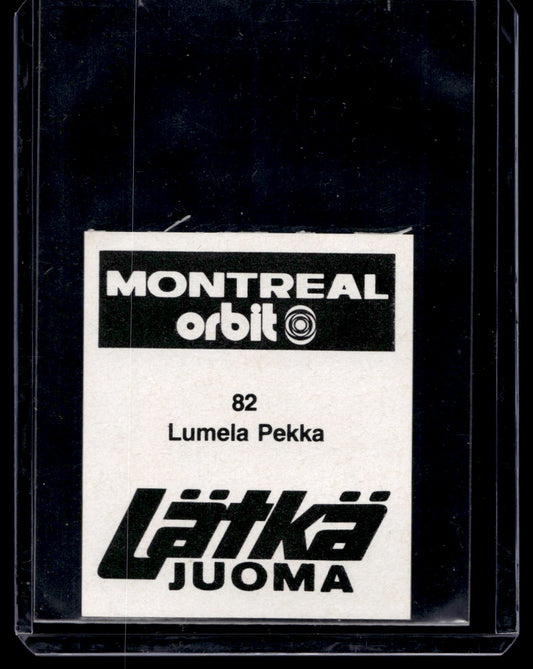 MONTREAL
orbit
82
Lumela Pekka
Lätkä
JUOMA